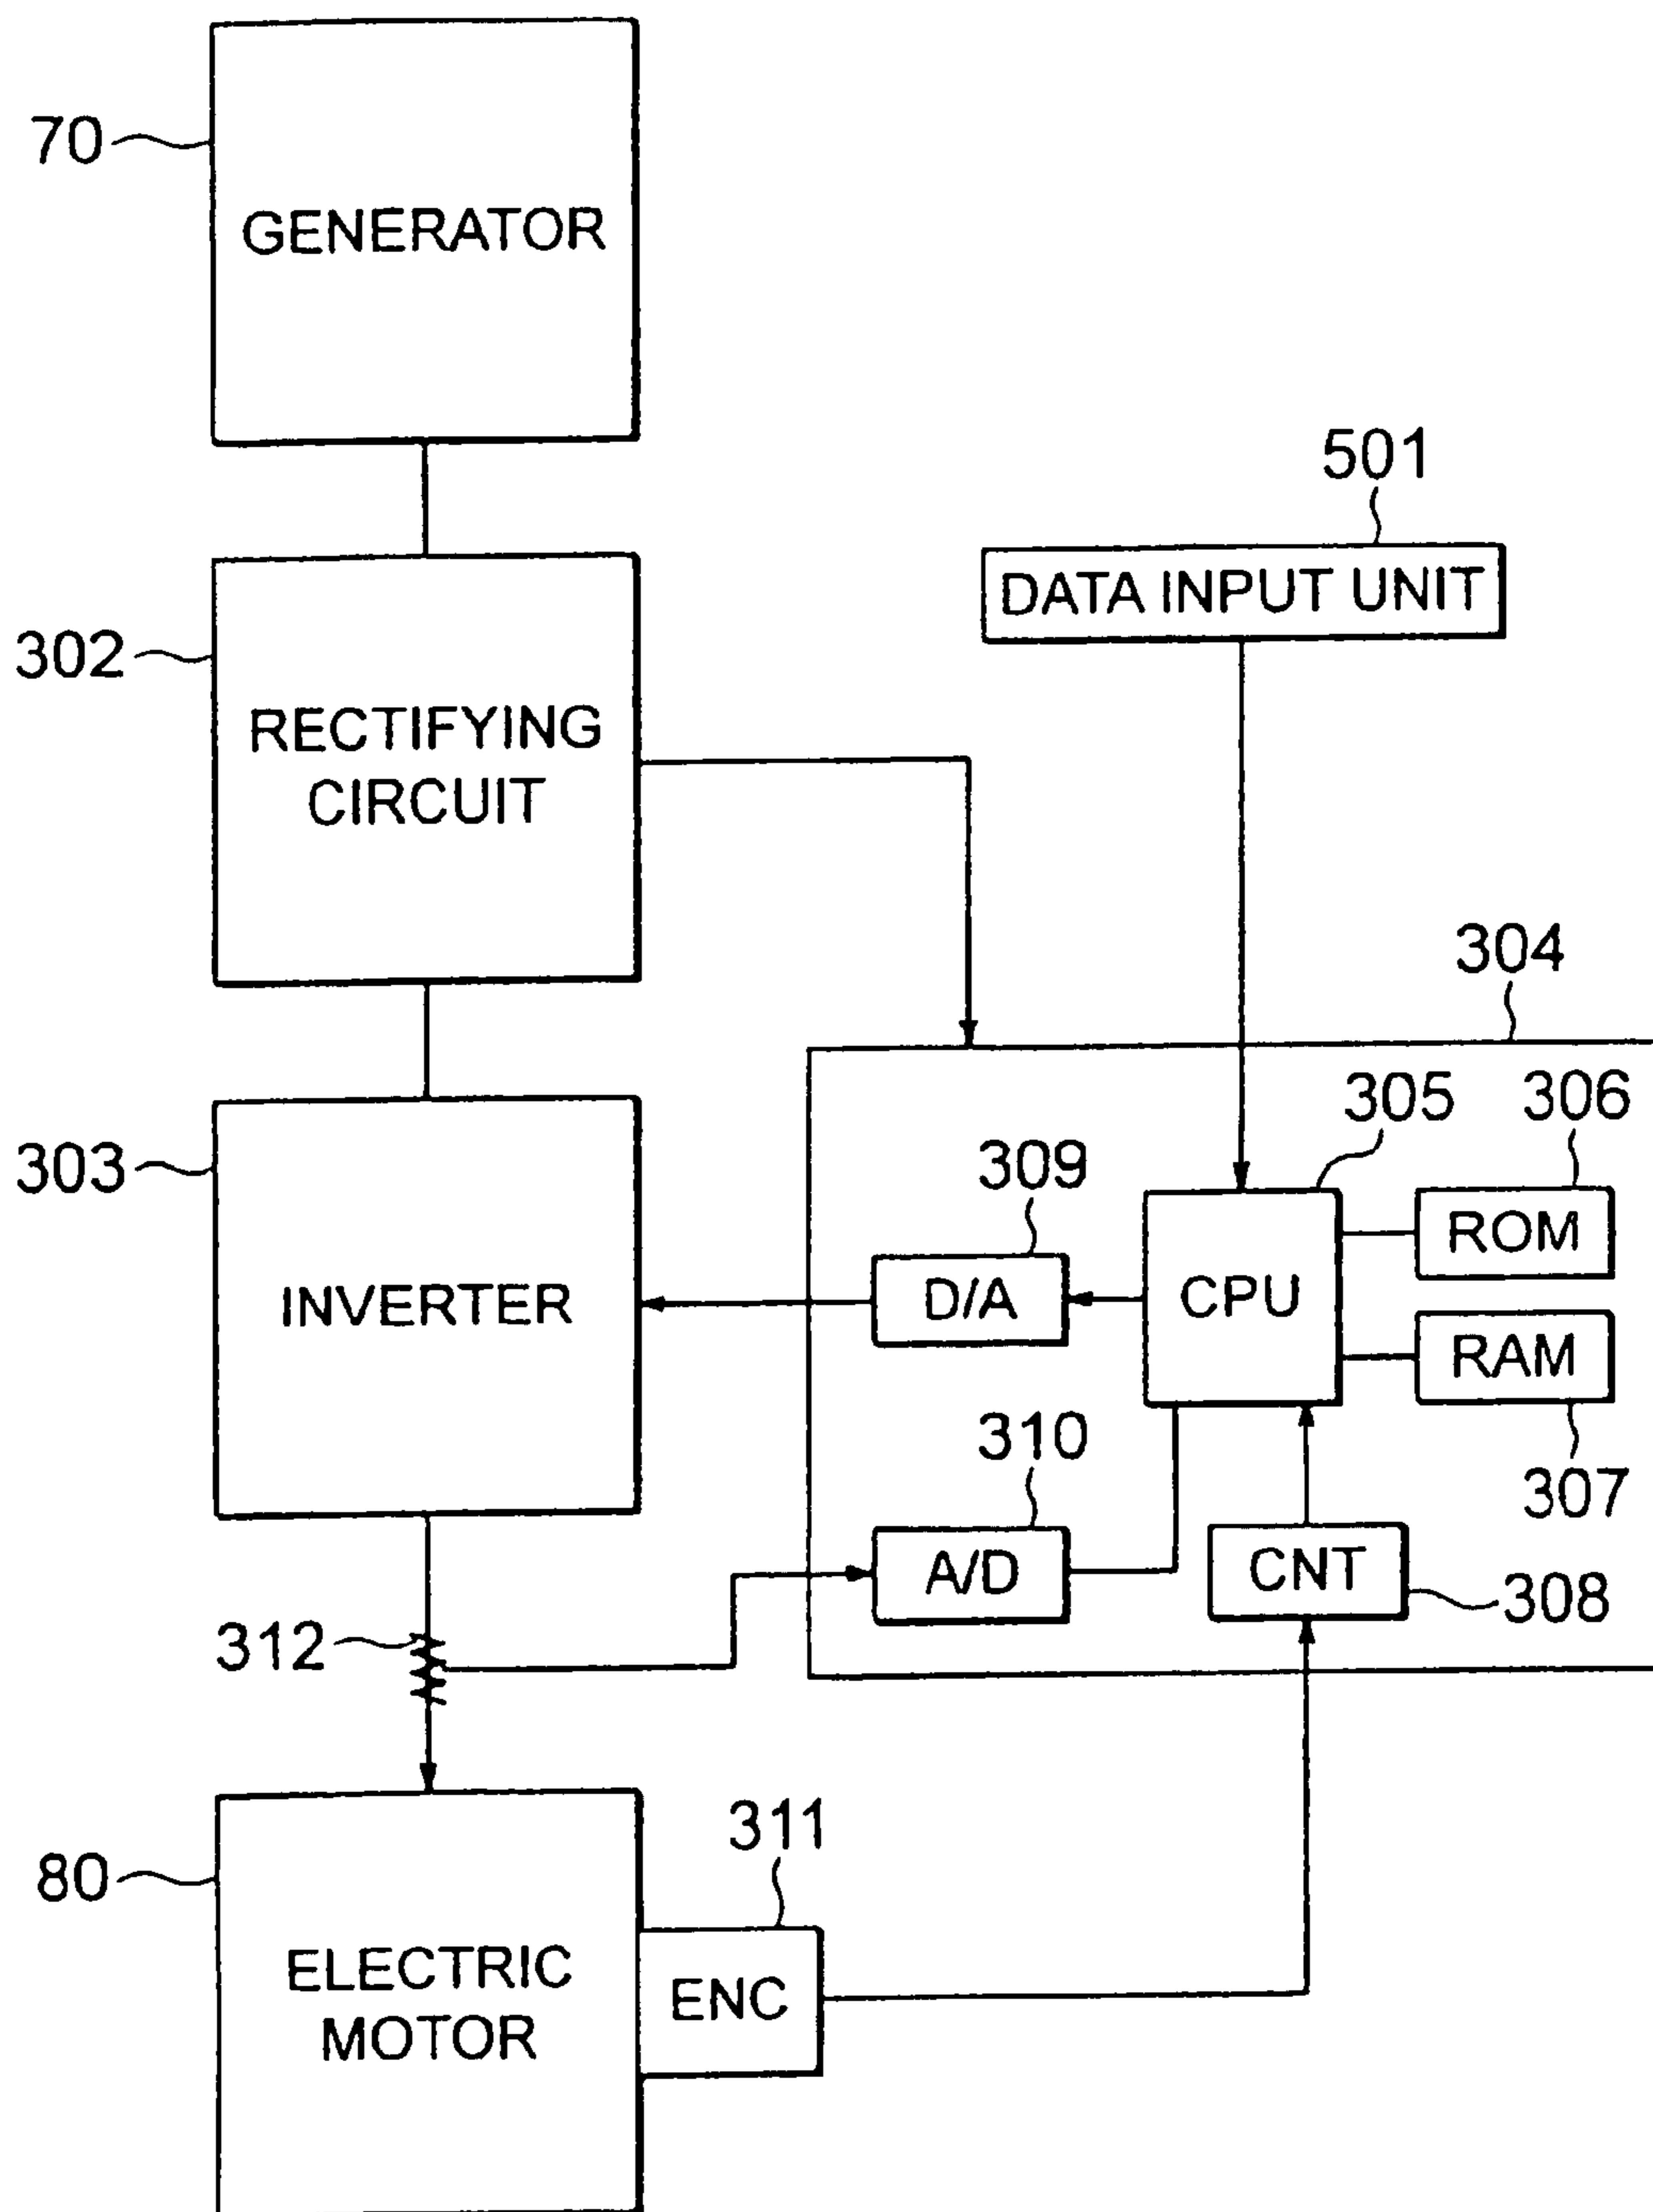 70
GENERATOR
501
DATA INPUT UNIT
302
RECTIFYING
CIRCUIT
304
305
306
303
309
ROM
INVERTER
D/A
CPU
RAM
310
307
A/D
CNT
308
312
311
80
ELECTRIC
MOTOR
ENC